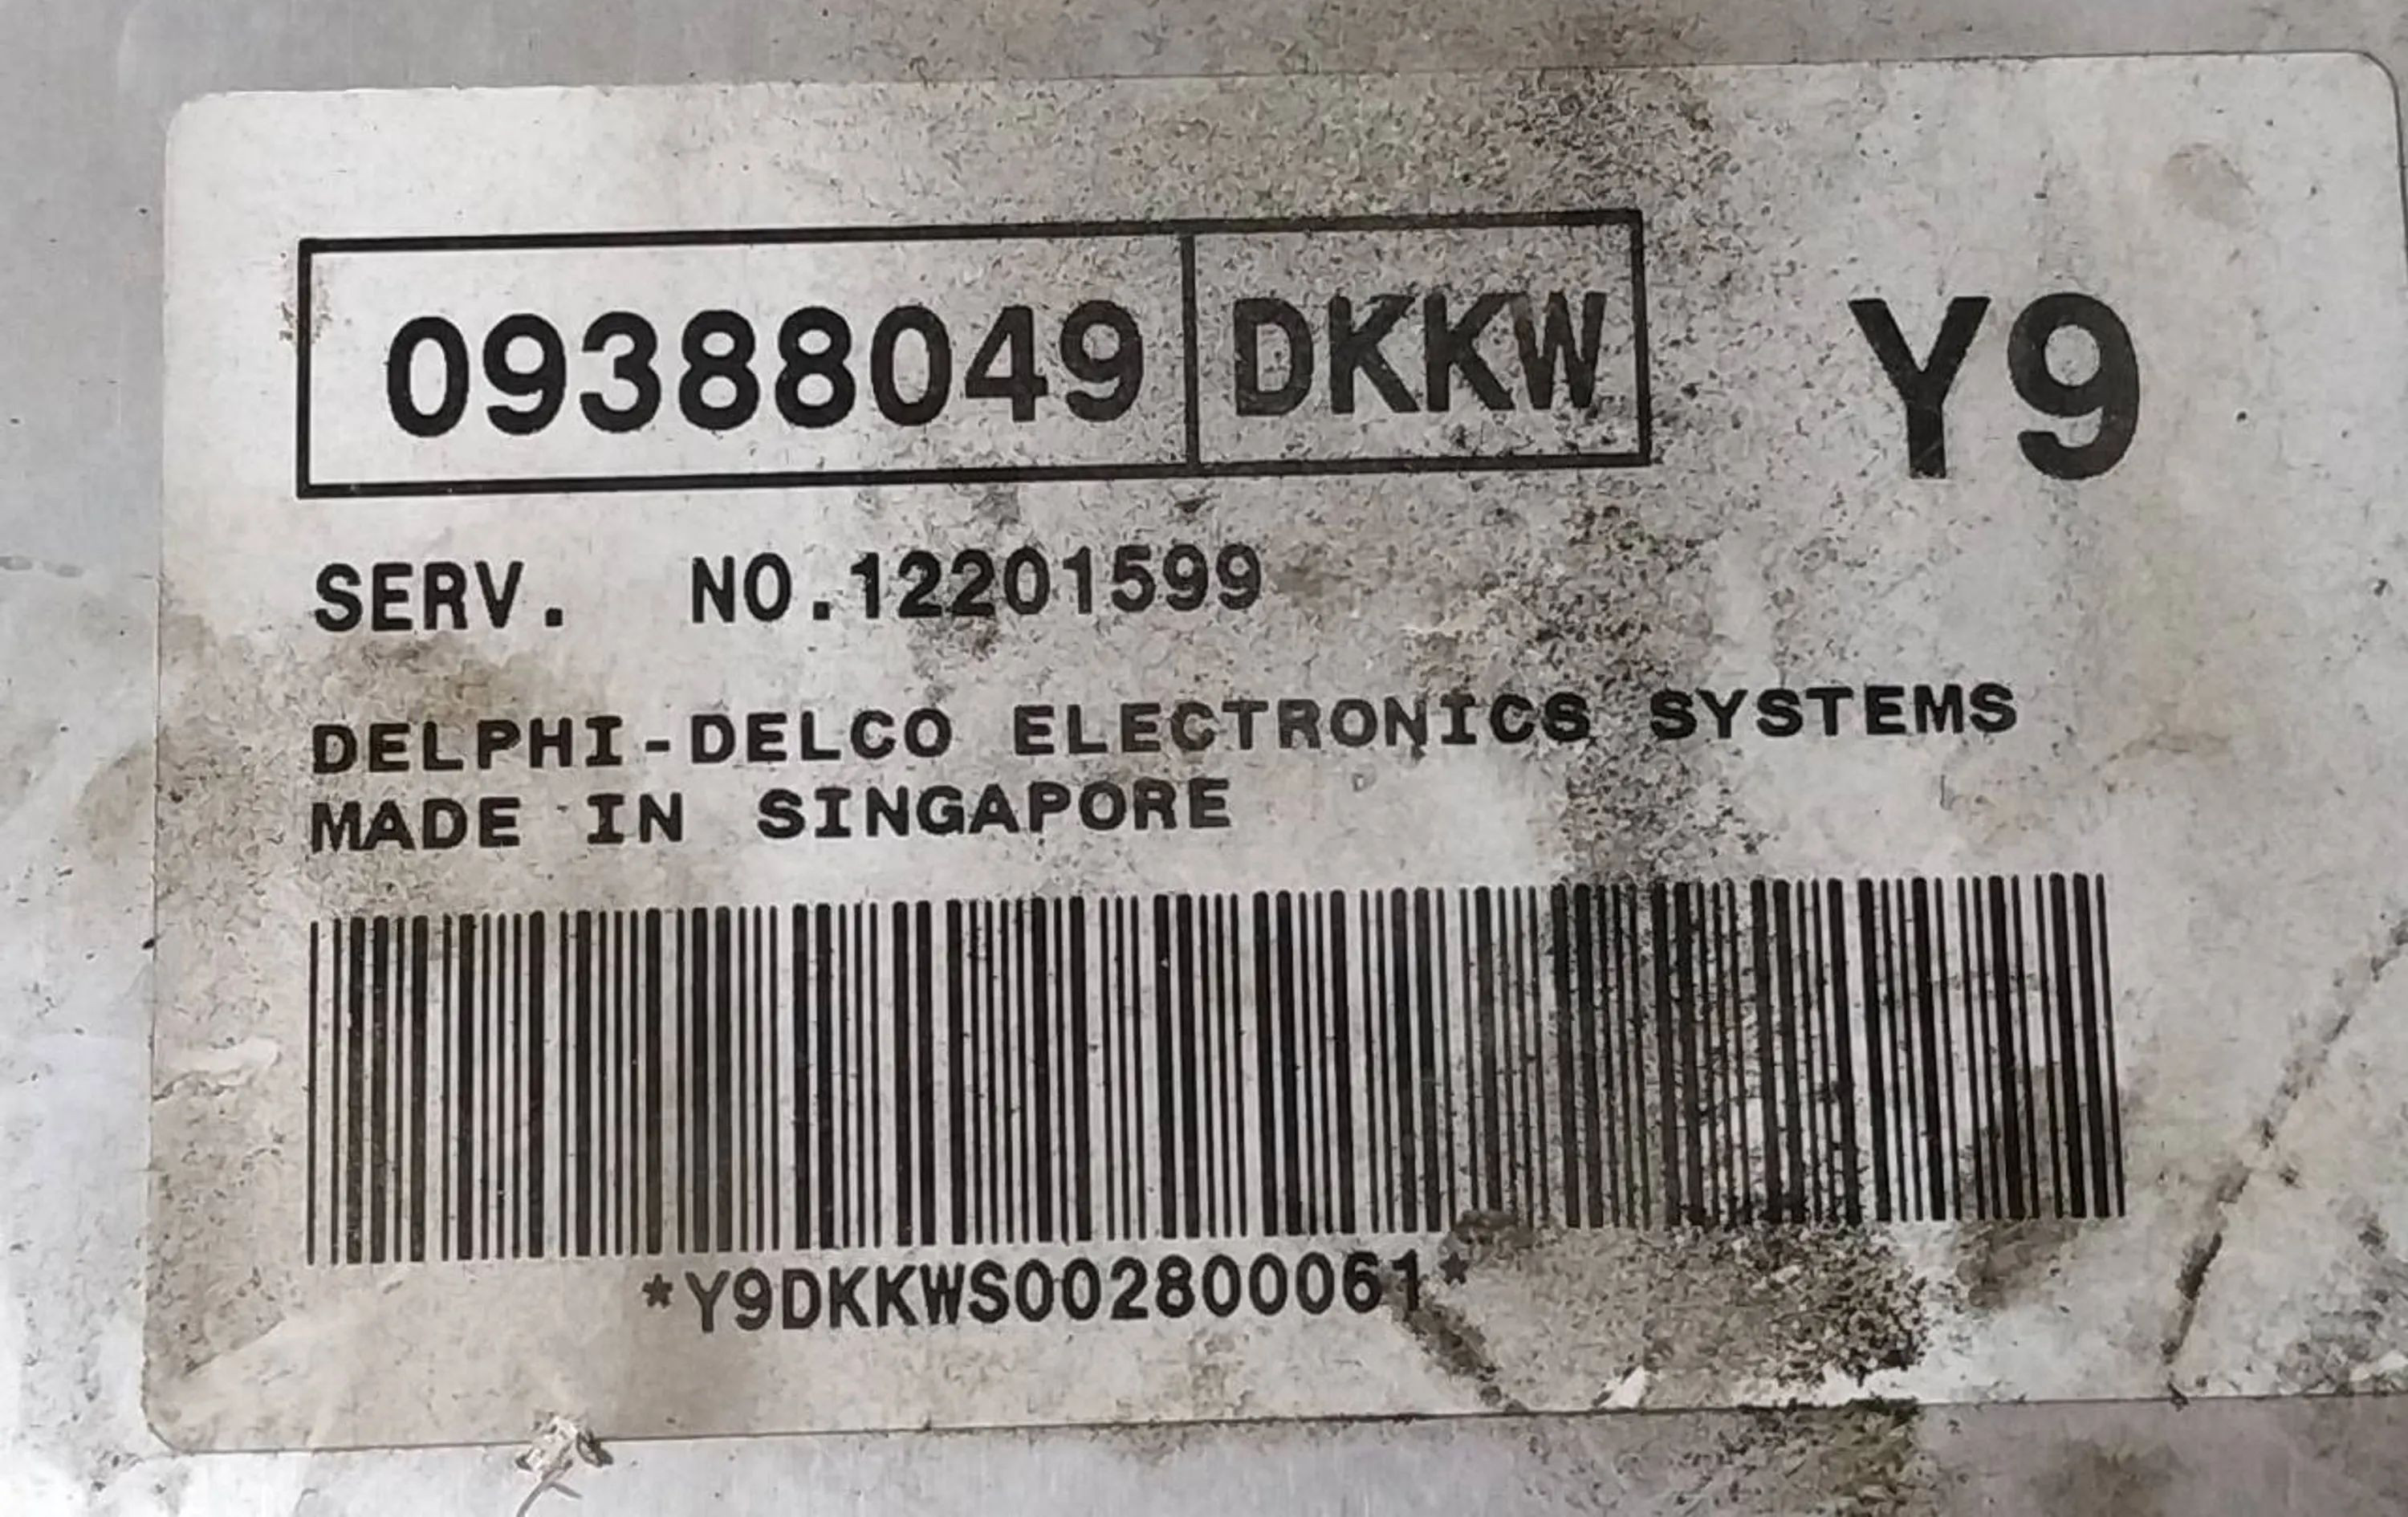 09388049 DKKW Y9
SERV. NO.12201599
DELPHI-DELCO ELECTRONICS SYSTEMS
MADE IN SINGAPORE
*Y9DKKWS002800061*